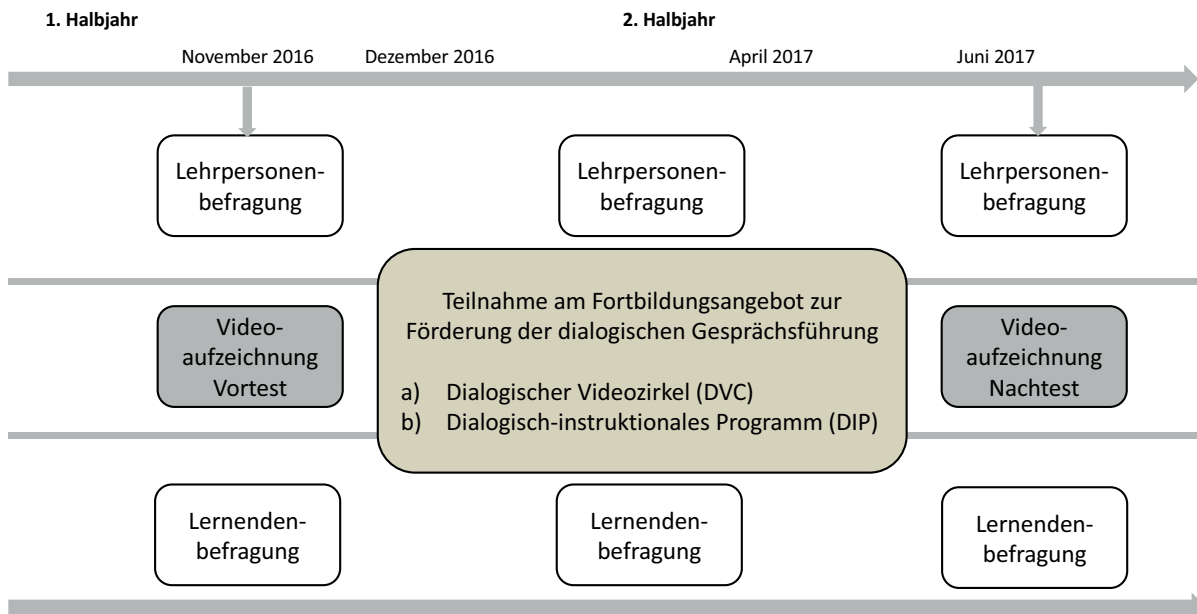 1. Halbjahr
2. Halbjahr
November 2016
Dezember 2016
April 2017
Juni 2017
Lehrpersonen-
befragung
Lehrpersonen-
befragung
Lehrpersonen-
befragung
Video-
aufzeichnung
Vortest
Teilnahme am Fortbildungsangebot zur
Förderung der dialogischen Gesprächsführung
a) Dialogischer Videozirkel (DVC)
b) Dialogisch-instruktionales Programm (DIP)
Video-
aufzeichnung
Nachtest
Lernenden-
befragung
Lernenden-
befragung
Lernenden-
befragung